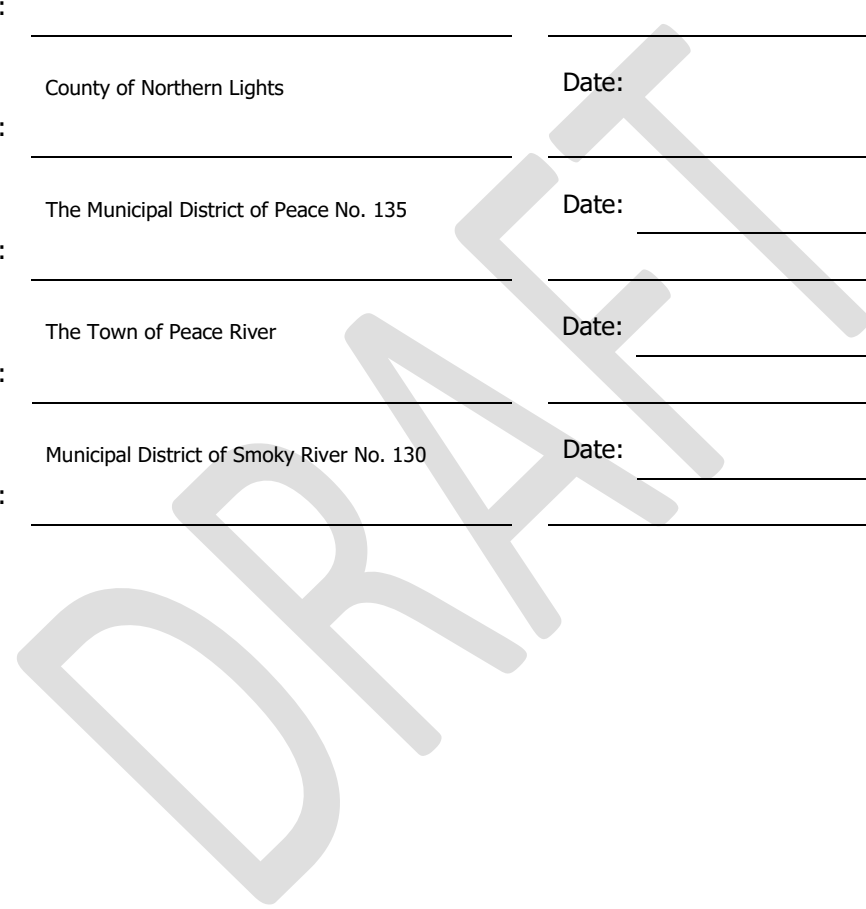 :
County of Northern Lights Date:
:
The Municipal District of Peace No. 135 Date:
:
The Town of Peace River Date:
:
Municipal District of Smoky River No. 130 Date:
:
DRAFT